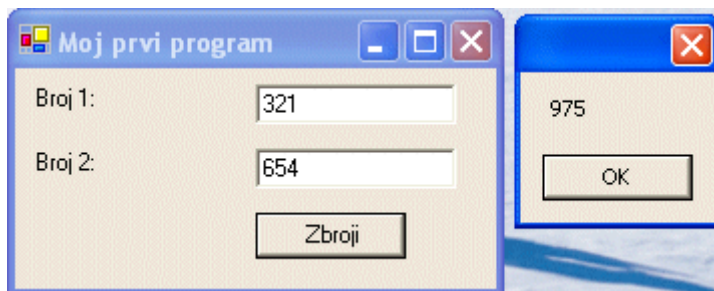 Moj prvi program
Broj 1:
321
Broj 2:
654
Zbroji
975
OK